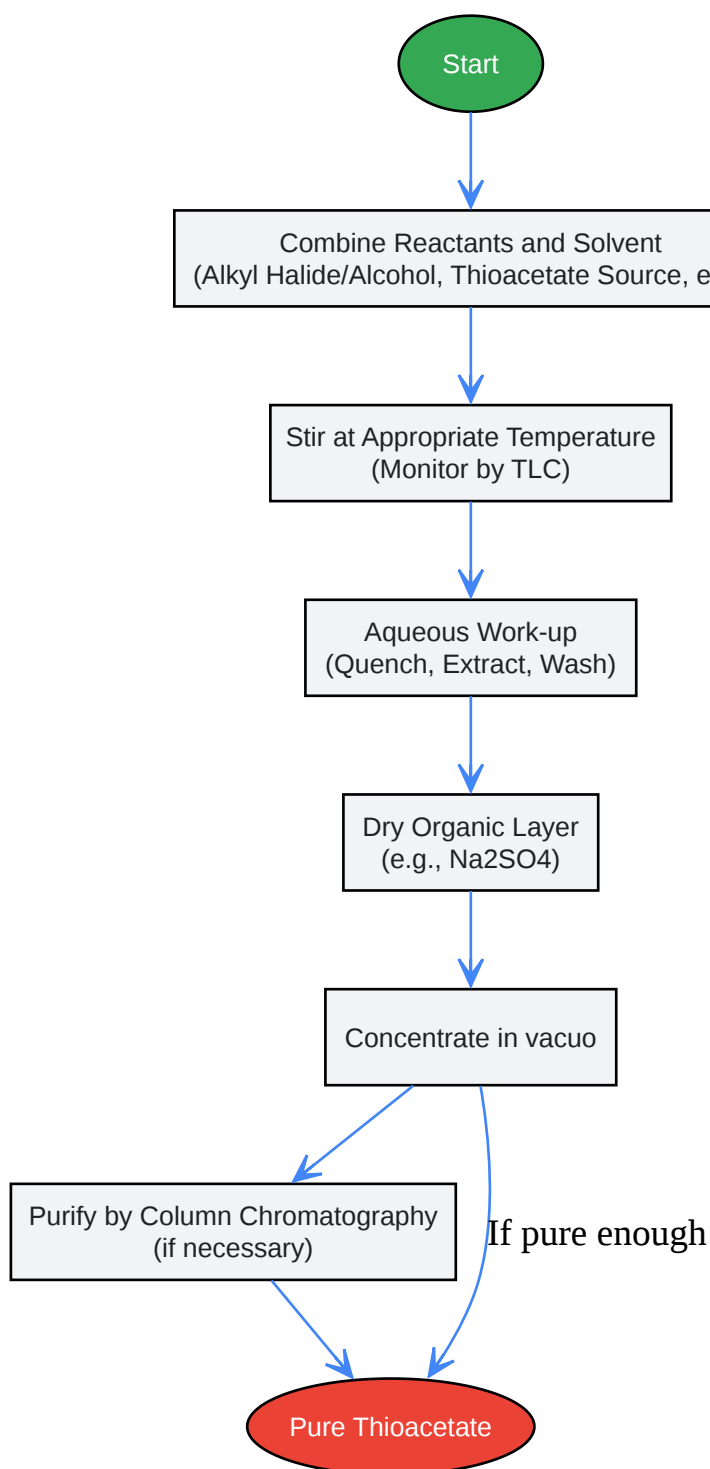 Start
Combine Reactants and Solvent
(Alkyl Halide/Alcohol, Thioacetate Source, e
Stir at Appropriate Temperature
(Monitor by TLC)
Aqueous Work-up
(Quench, Extract, Wash)
Dry Organic Layer
(e.g., Na2SO4)
Concentrate in vacuo
Purify by Column Chromatography
(if necessary)
If pure enough
Pure Thioacetate